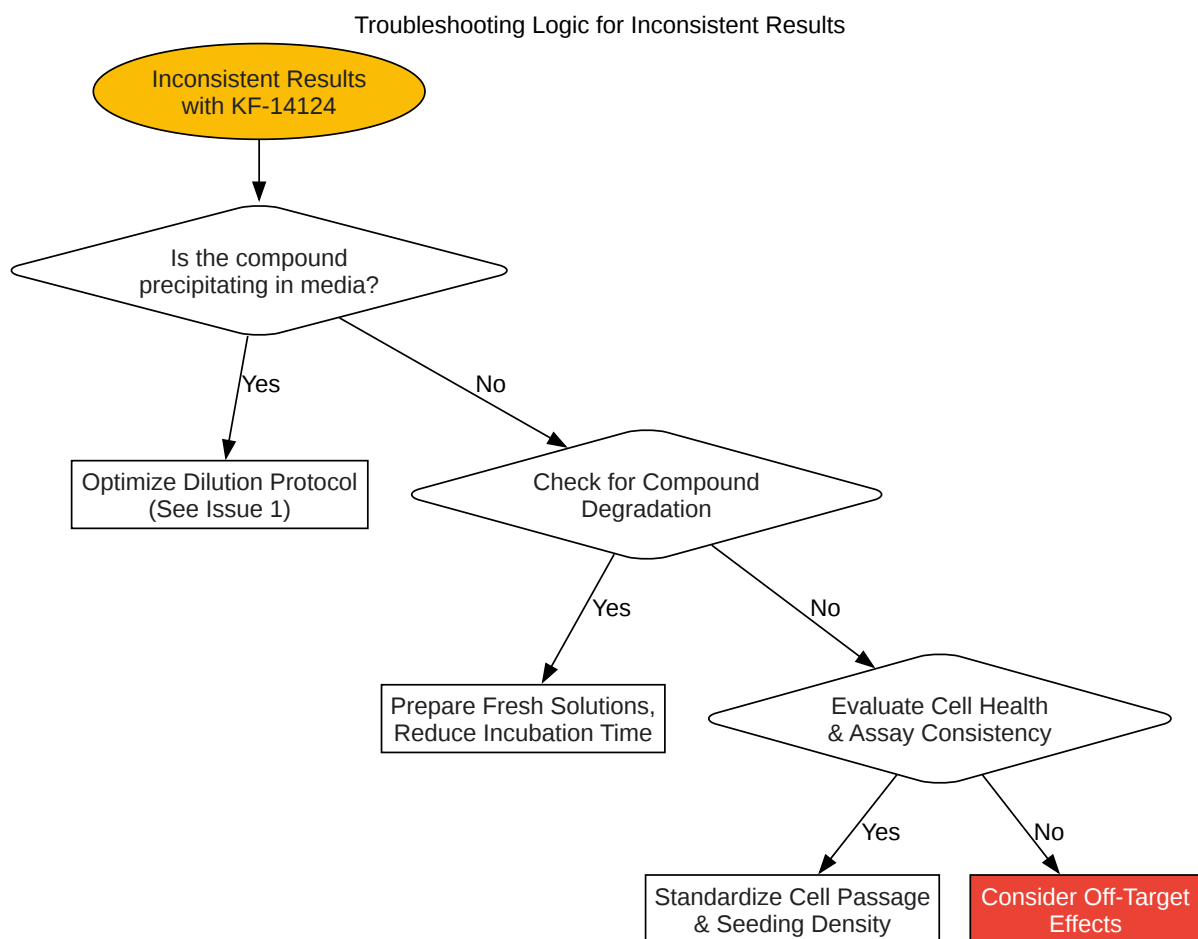 Troubleshooting Logic for Inconsistent Results
Inconsistent Results
with KF-14124
Is the compound
precipitating in media?
Yes
No
Optimize Dilution Protocol
(See Issue 1)
Check for Compound
Degradation
Yes
No
Prepare Fresh Solutions,
Reduce Incubation Time
Evaluate Cell Health
& Assay Consistency
Yes
No
Standardize Cell Passage
& Seeding Density
Consider Off-Target
Effects